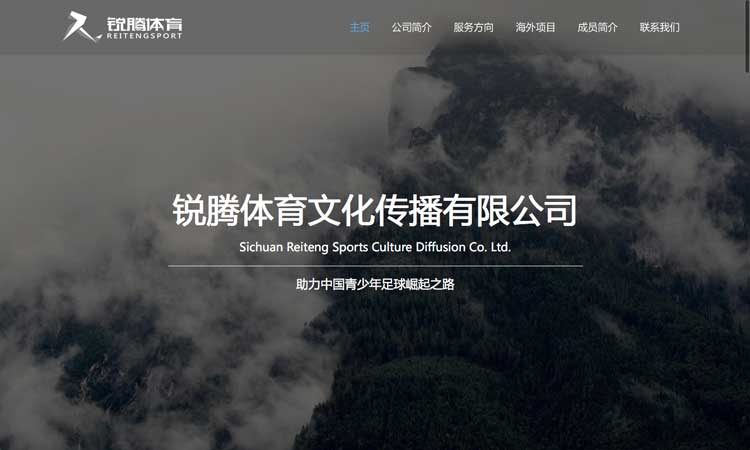 锐腾体育
REITENGSPORT
主页 公司简介 服务方向 海外项目 成员简介 联系我们
锐腾体育文化传播有限公司
Sichuan Reiteng Sports Culture Diffusion Co. Ltd.
助力中国青少年足球崛起之路